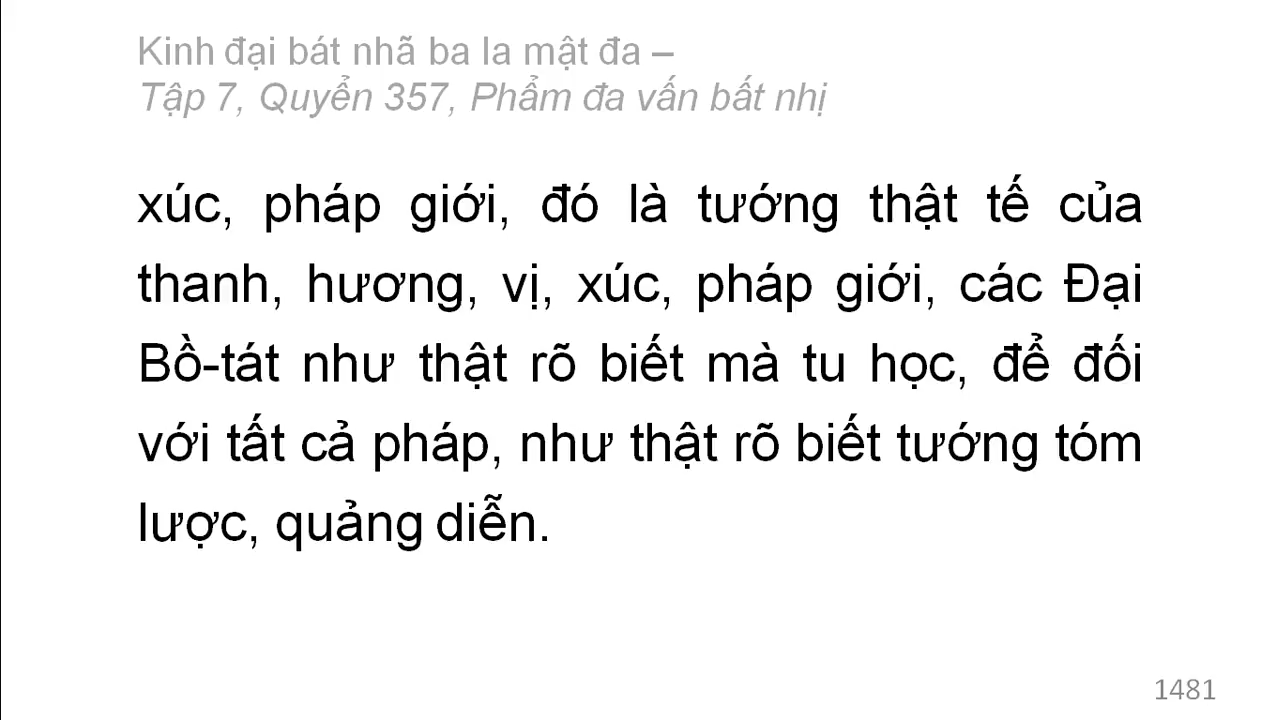 Kinh đại bát nhã ba la mật đa –
Tập 7, Quyển 357, Phẩm đa vấn bất nhị
xúc, pháp giới, đó là tướng thật tế của
thanh, hương, vị, xúc, pháp giới, các Đại
Bồ-tát như thật rõ biết mà tu học, để đối
với tất cả pháp, như thật rõ biết tướng tóm
lược, quảng diễn.
1481